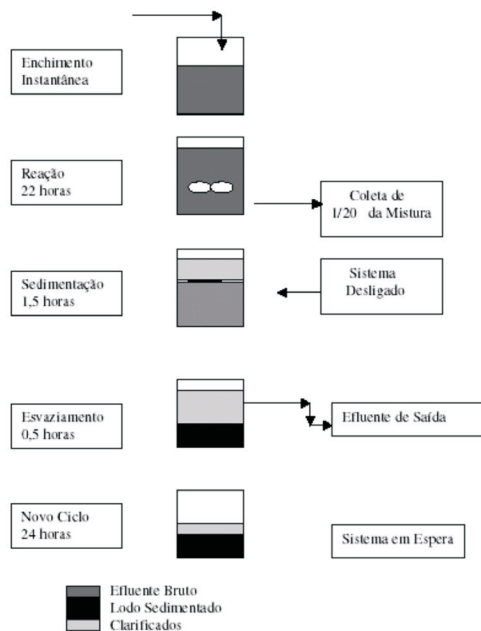 Enchimento
Instantânea
Reação
22 horas
Coleta de
1/20 da Mistura
Sedimentação
1,5 horas
Sistema
Desligado
Esvaziamento
0,5 horas
Efluente de Saída
Novo Ciclo
24 horas
Sistema em Espera
Efluente Bruto
Lodo Sedimentado
Clarificados